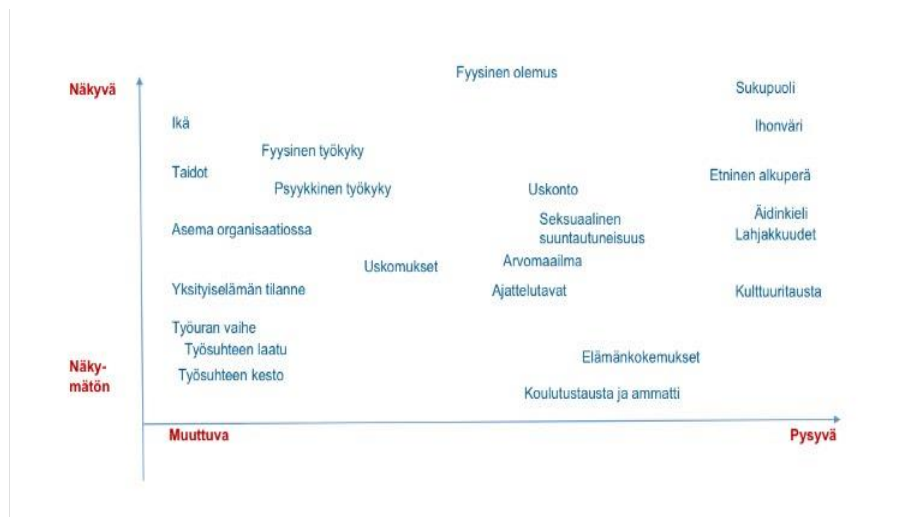 Fyysinen olemus
Näkyvä
Sukupuoli
Ikä
Ihonväri
Fyysinen työkyky
Taidot
Etninen alkuperä
Psyykkinen työkyky
Uskonto
Äidinkieli
Seksuaalinen
suuntautuneisuus
Asema organisaatiossa
Lahjakkuudet
Arvomaailma
Uskomukset
Yksityiselämän tilanne
Ajattelutavat
Kulttuuritausta
Työuran vaihe
Työsuhteen laatu
Elämänkokemukset
Näky-
mätön
Työsuhteen kesto
Koulutustausta ja ammatti
Muuttuva
Pysyvä